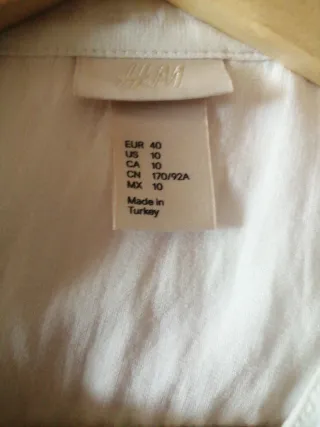 H&M
EUR 40
US 10
CA 10
CN 170/92A
MX 10
Made in
Turkey